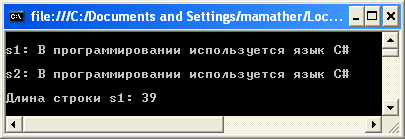 file:///C:/Documents and Settings/mamather/Loc...
s1: В программировании используется язык C#
s2: В программировании используется язык C#
Длина строки s1: 39